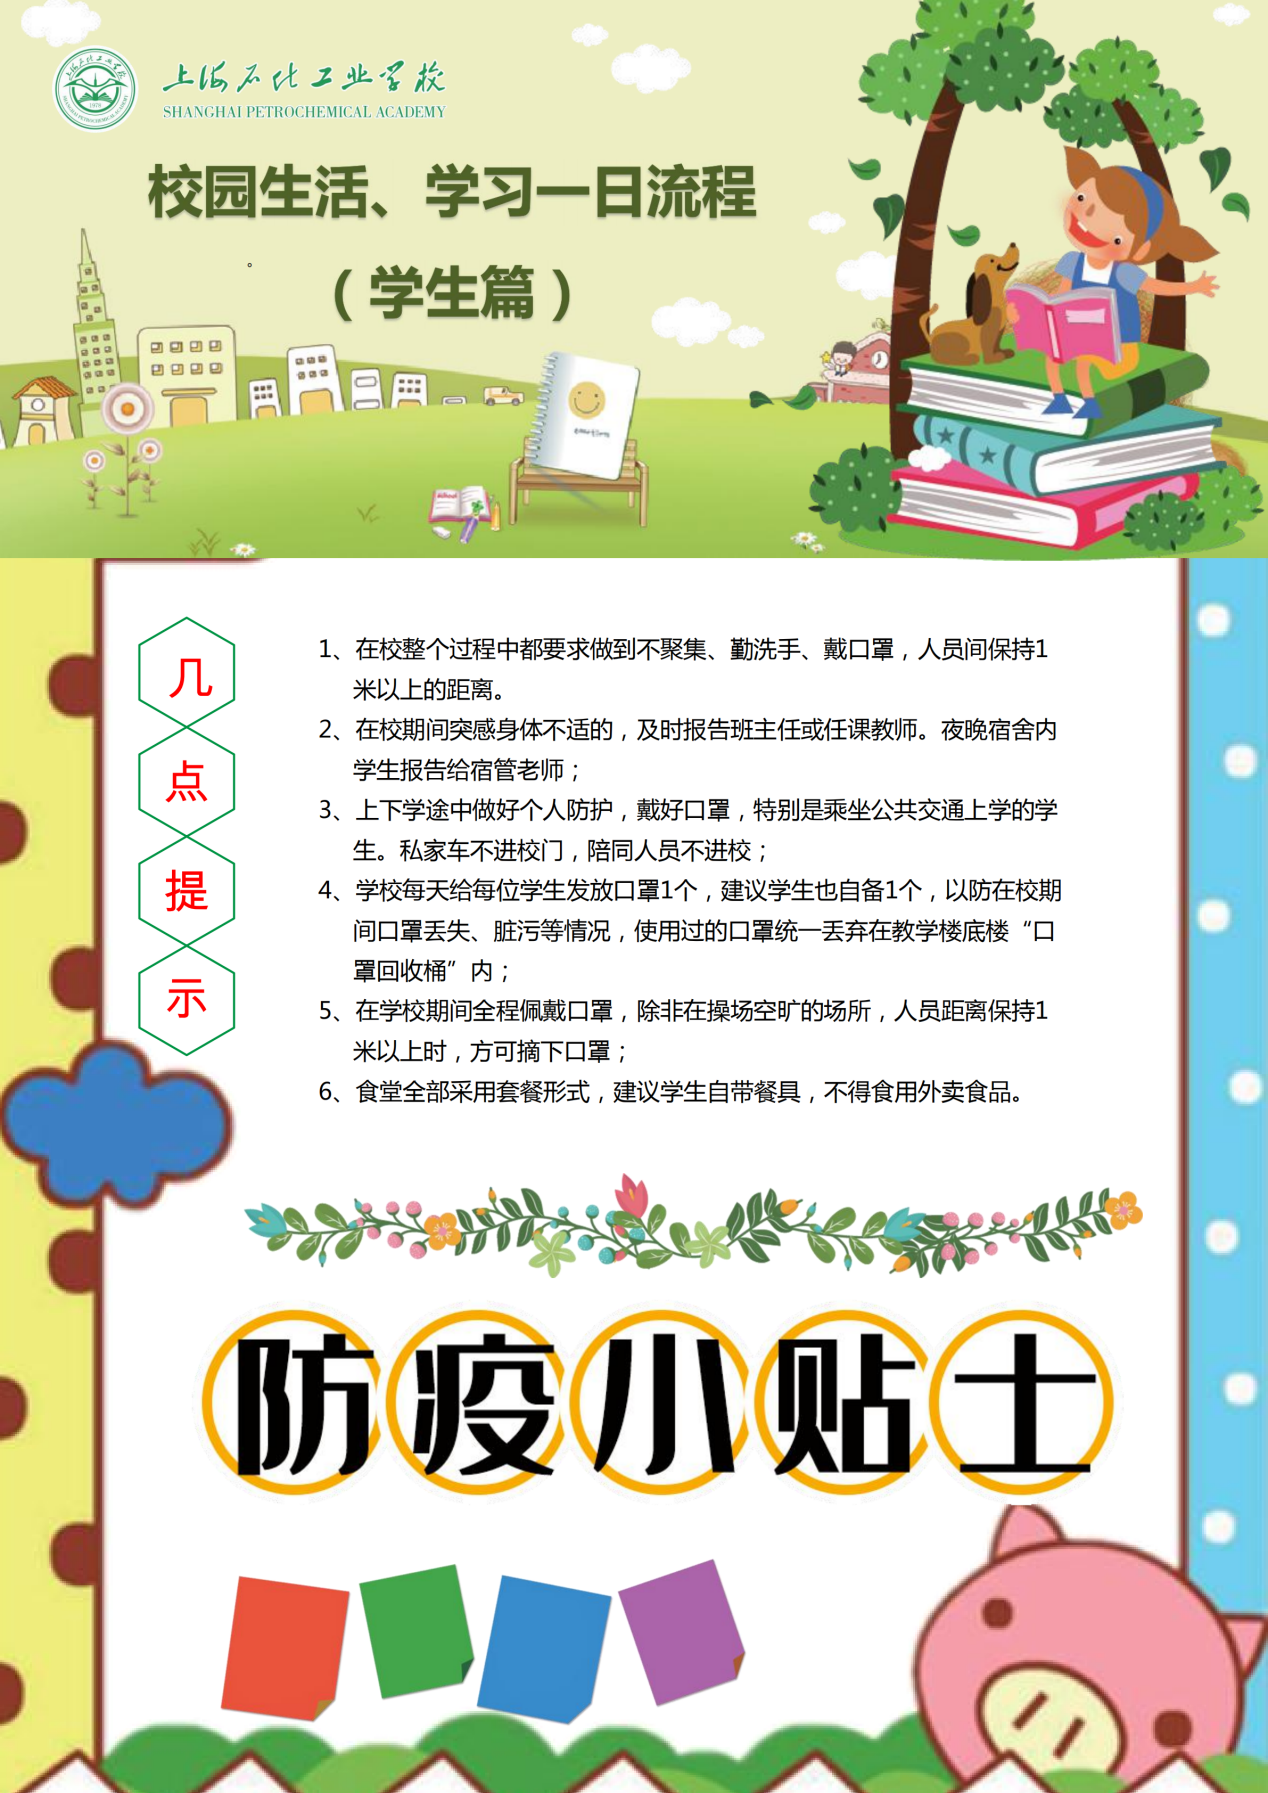 上海石化工业学校
SHANGHAI PETROCHEMICAL ACADEMY
校园生活、学习一日流程
。
（学生篇）
几
点
提
示
1、在校整个过程中都要求做到不聚集、勤洗手、戴口罩，人员间保持1
米以上的距离。
2、在校期间突感身体不适的，及时报告班主任或任课教师。夜晚宿舍内
学生报告给宿管老师；
3、上下学途中做好个人防护，戴好口罩，特别是乘坐公共交通上学的学
生。私家车不进校门，陪同人员不进校；
4、学校每天给每位学生发放口罩1个，建议学生也自备1个，以防在校期
间口罩丢失、脏污等情况，使用过的口罩统一丢弃在教学楼底楼“口
罩回收桶”内；
5、在学校期间全程佩戴口罩，除非在操场空旷的场所，人员距离保持1
米以上时，方可摘下口罩；
6、食堂全部采用套餐形式，建议学生自带餐具，不得食用外卖食品。
防疫小贴士